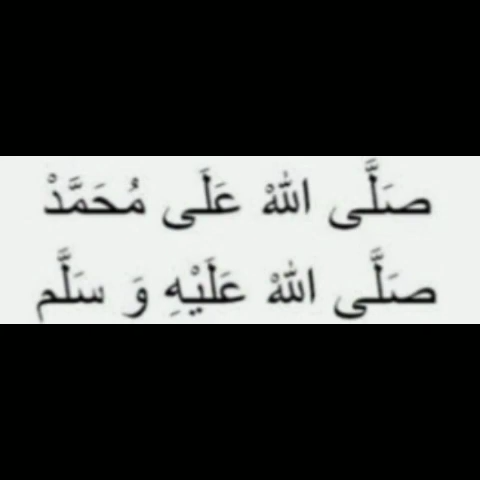 صَلَّى اللهْ عَلَى مُحَمَّدْ
صَلَّى اللهْ عَلَيْهِ وَ سَلَّم